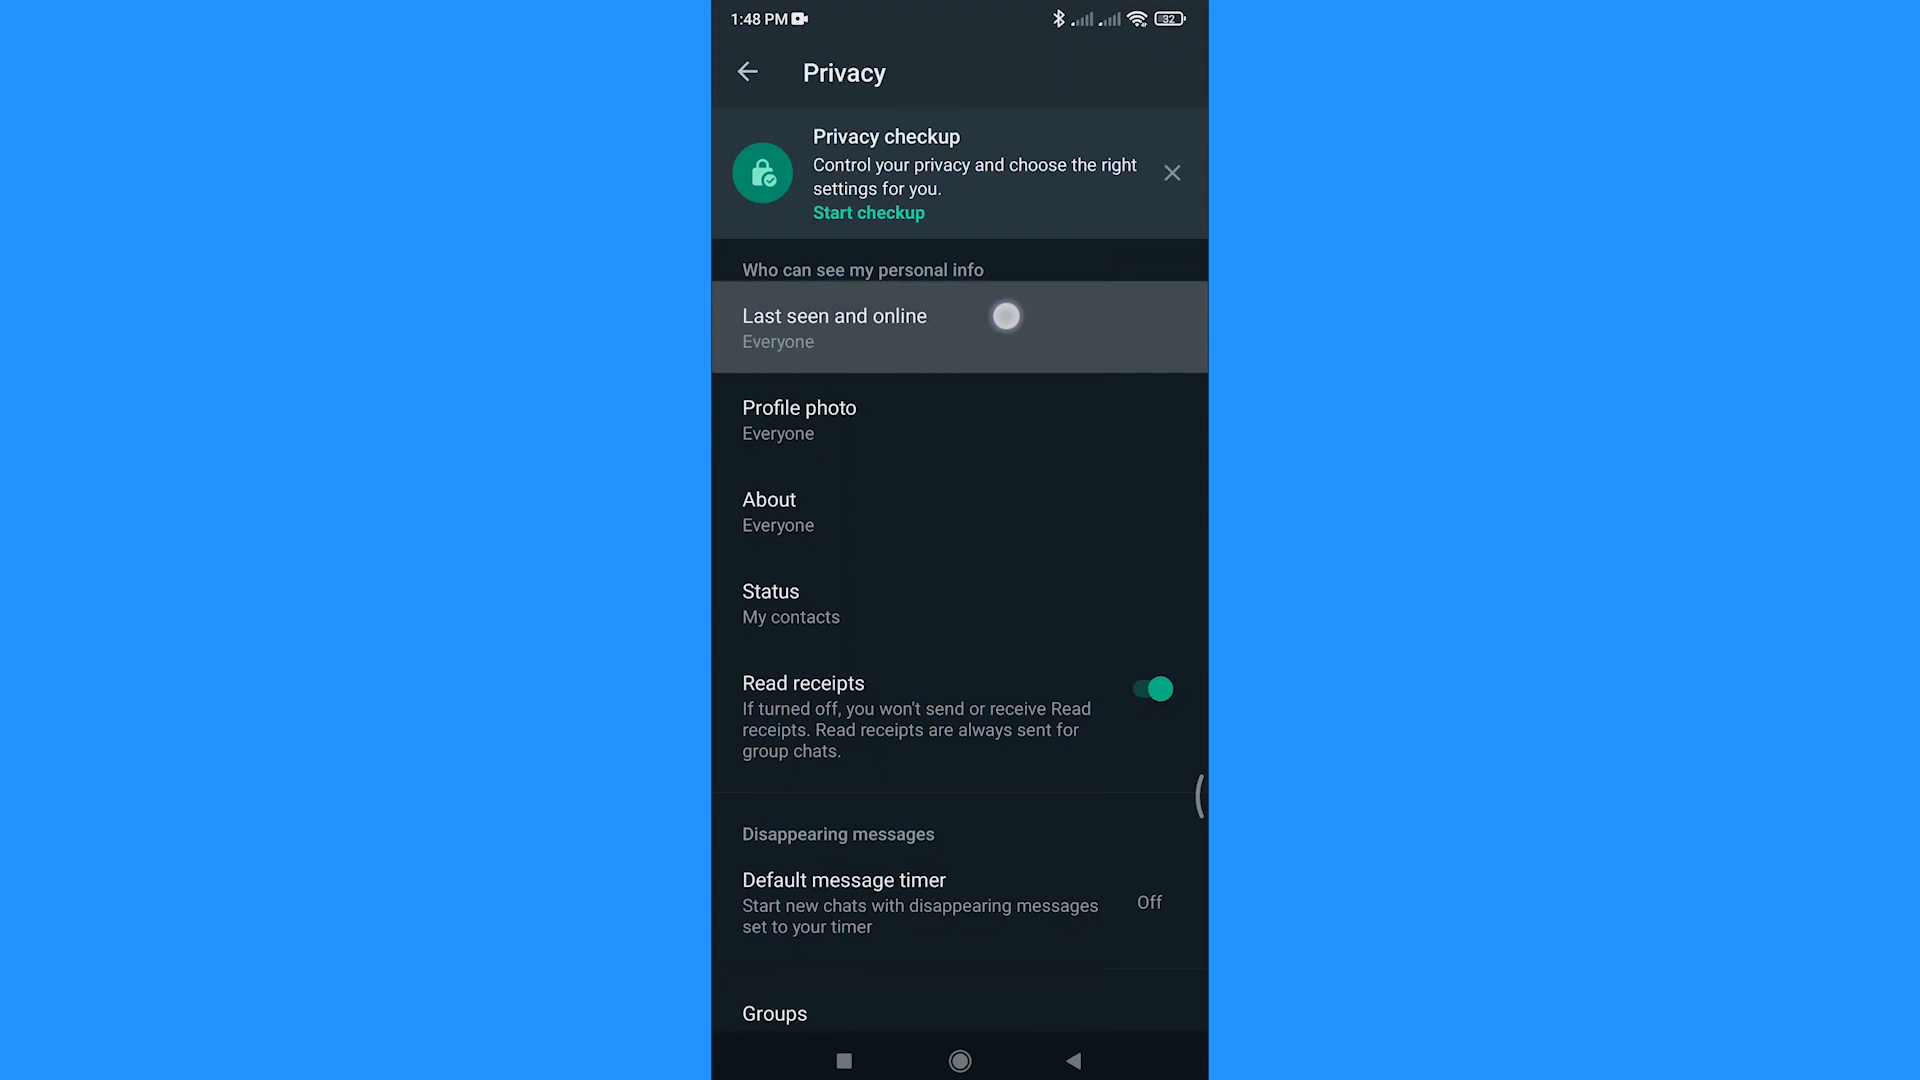 1:48 PM
32
Privacy
Privacy checkup
Control your privacy and choose the right
settings for you.
Start checkup
Who can see my personal info
Last seen and online
Everyone
Profile photo
Everyone
About
Everyone
Status
My contacts
Read receipts
If turned off, you won't send or receive Read
receipts. Read receipts are always sent for
group chats.
Disappearing messages
Default message timer
Start new chats with disappearing messages
set to your timer
Off
Groups